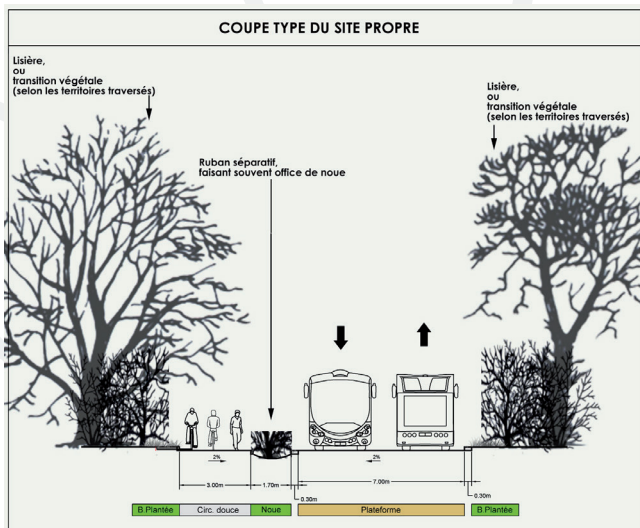 COUPE TYPE DU SITE PROPRE
Lisière,
ou
transition végétale
(selon les territoires traversés)
Lisière,
ou
transition végétale
(selon les territoires traversés)
Ruban séparatif,
faisant souvent office de noue
2%
2%
3.00m
1.70m
7.00m
0.30m
0.30m
B Plantée
Circ. douce
Noue
Plateforme
B Plantée